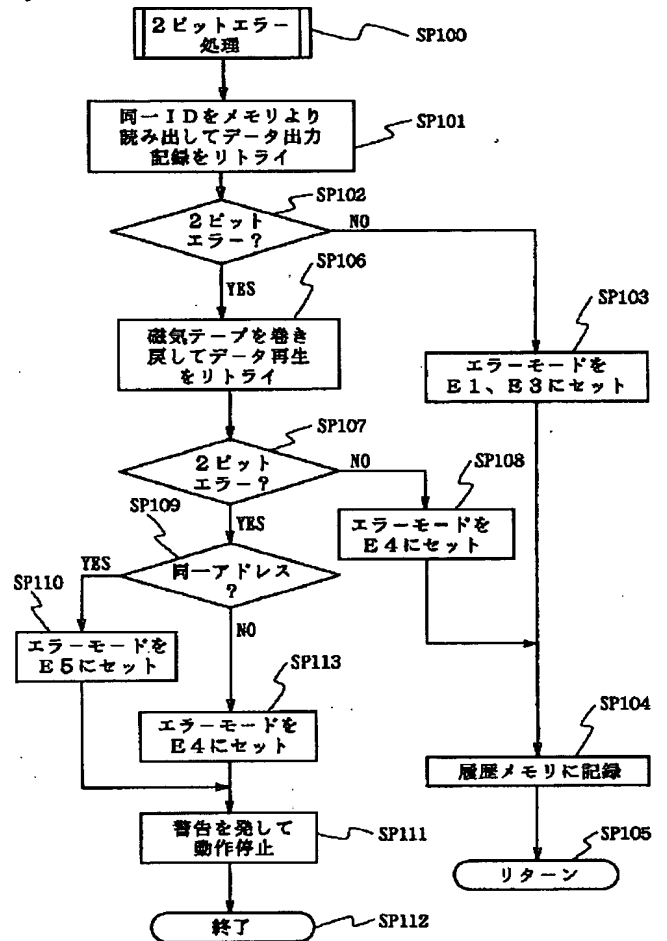 2ビットエラー
処理
SP100
同一IDをメモリより
読み出してデータ出力
記録をリトライ
SP101
SP102
2ビット
エラー?
NO
YES
SP106
SP103
磁気テープを巻き
戻してデータ再生
をリトライ
エラーモードを
E1、E3にセット
SP107
2ビット
エラー?
NO
SP108
YES
エラーモードを
E4にセット
SP109
同一アドレス
?
YES
SP110
NO
エラーモードを
E5にセット
SP113
エラーモードを
E4にセット
SP104
履歴メモリに記録
警告を発して
動作停止
SP111
SP105
リターン
終了
SP112